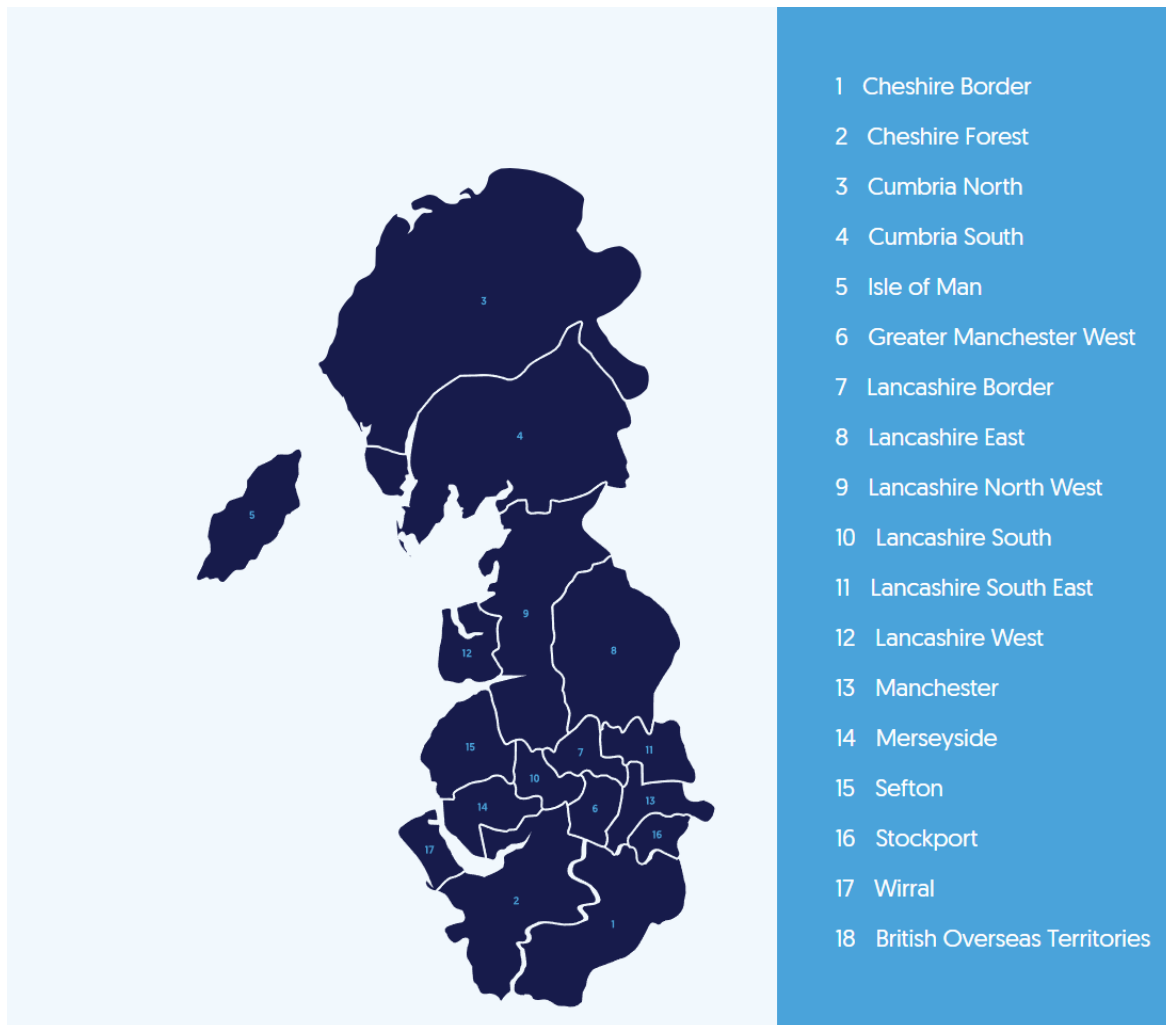 3
4
5
9
8
12
15
7
11
10
14
6
13
16
17
2
1
1 Cheshire Border
2 Cheshire Forest
3 Cumbria North
4 Cumbria South
5 Isle of Man
6 Greater Manchester West
7 Lancashire Border
8 Lancashire East
9 Lancashire North West
10 Lancashire South
11 Lancashire South East
12 Lancashire West
13 Manchester
14 Merseyside
15 Sefton
16 Stockport
17 Wirral
18 British Overseas Territories